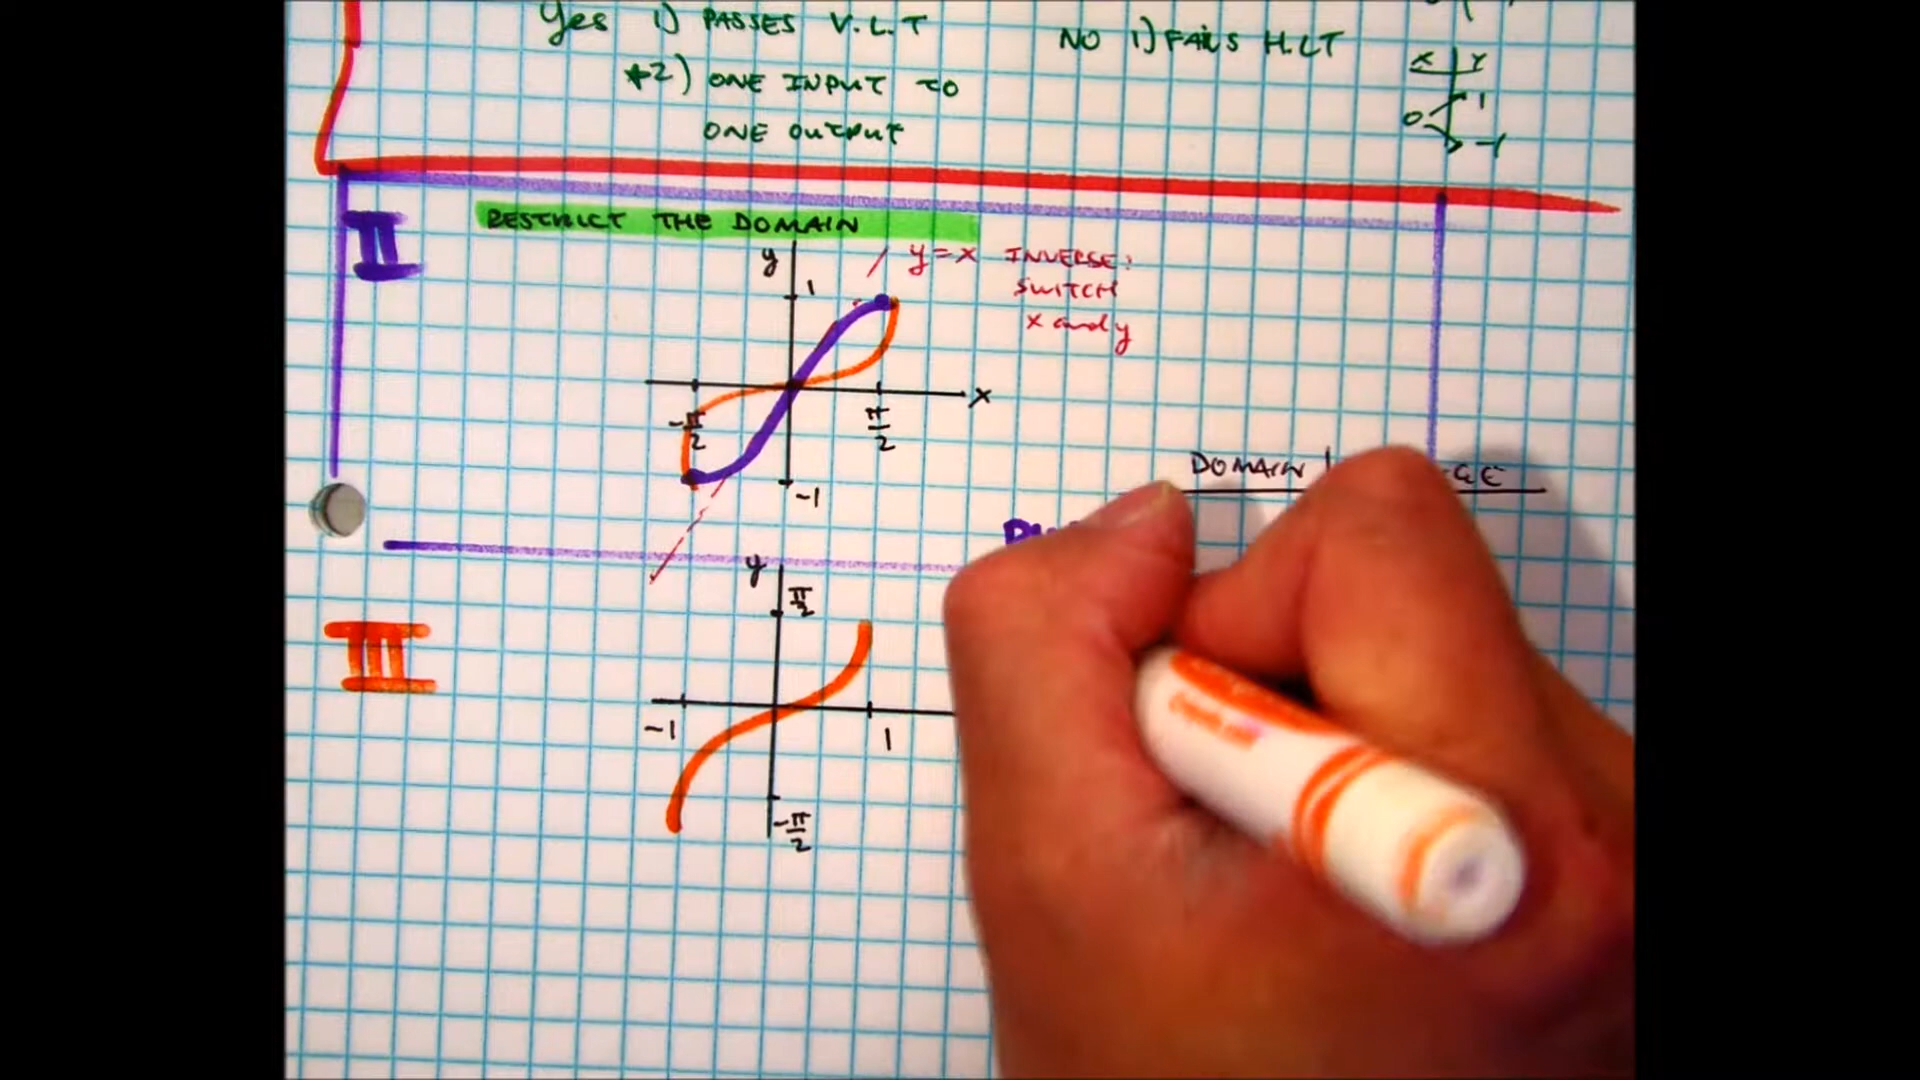 Yes 1) PASSES V.L.T
*2) ONE INPUT TO
ONE OUTPUT
NO 1) FAILS H.L.T
X Y
0 1
-1
II
RESTRICT THE DOMAIN
y
1
y=x INVERSE:
SWITCH
x and y
-π/2
π/2
x
-1
DOMAIN
III
y
π/2
-1
1
-π/2